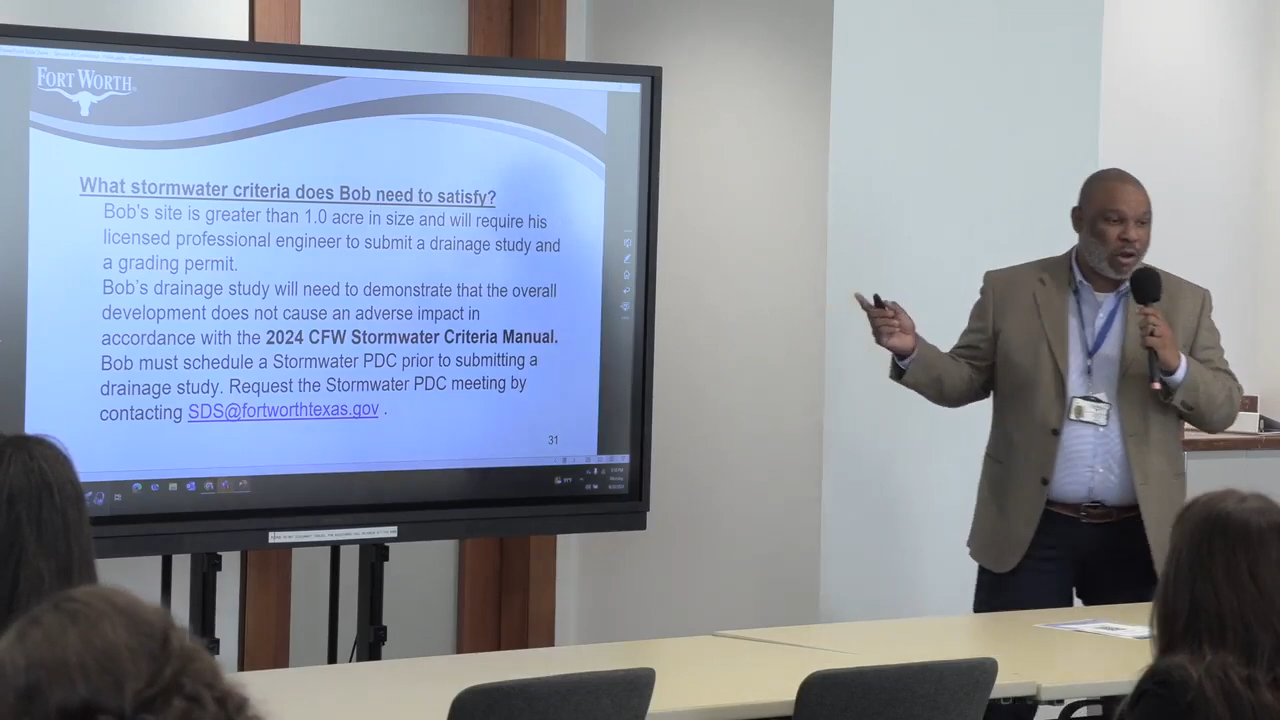 FORT WORTH
What stormwater criteria does Bob need to satisfy?
Bob's site is greater than 1.0 acre in size and will require his
licensed professional engineer to submit a drainage study and
a grading permit.
Bob's drainage study will need to demonstrate that the overall
development does not cause an adverse impact in
accordance with the 2024 CFW Stormwater Criteria Manual.
Bob must schedule a Stormwater PDC prior to submitting a
drainage study. Request the Stormwater PDC meeting by
contacting SDS@fortworthtexas.gov .
31